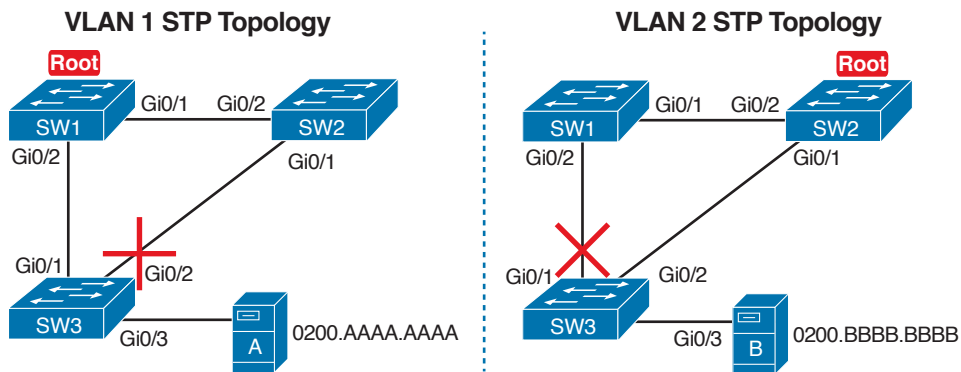 VLAN 1 STP Topology
Root
SW1
Gi0/1
Gi0/2
SW2
Gi0/2
Gi0/1
Gi0/1
Gi0/2
SW3
Gi0/3
A
0200.AAAA.AAAA
VLAN 2 STP Topology
Root
SW1
Gi0/1
Gi0/2
SW2
Gi0/2
Gi0/1
Gi0/1
Gi0/2
SW3
Gi0/3
B
0200.BBBB.BBBB